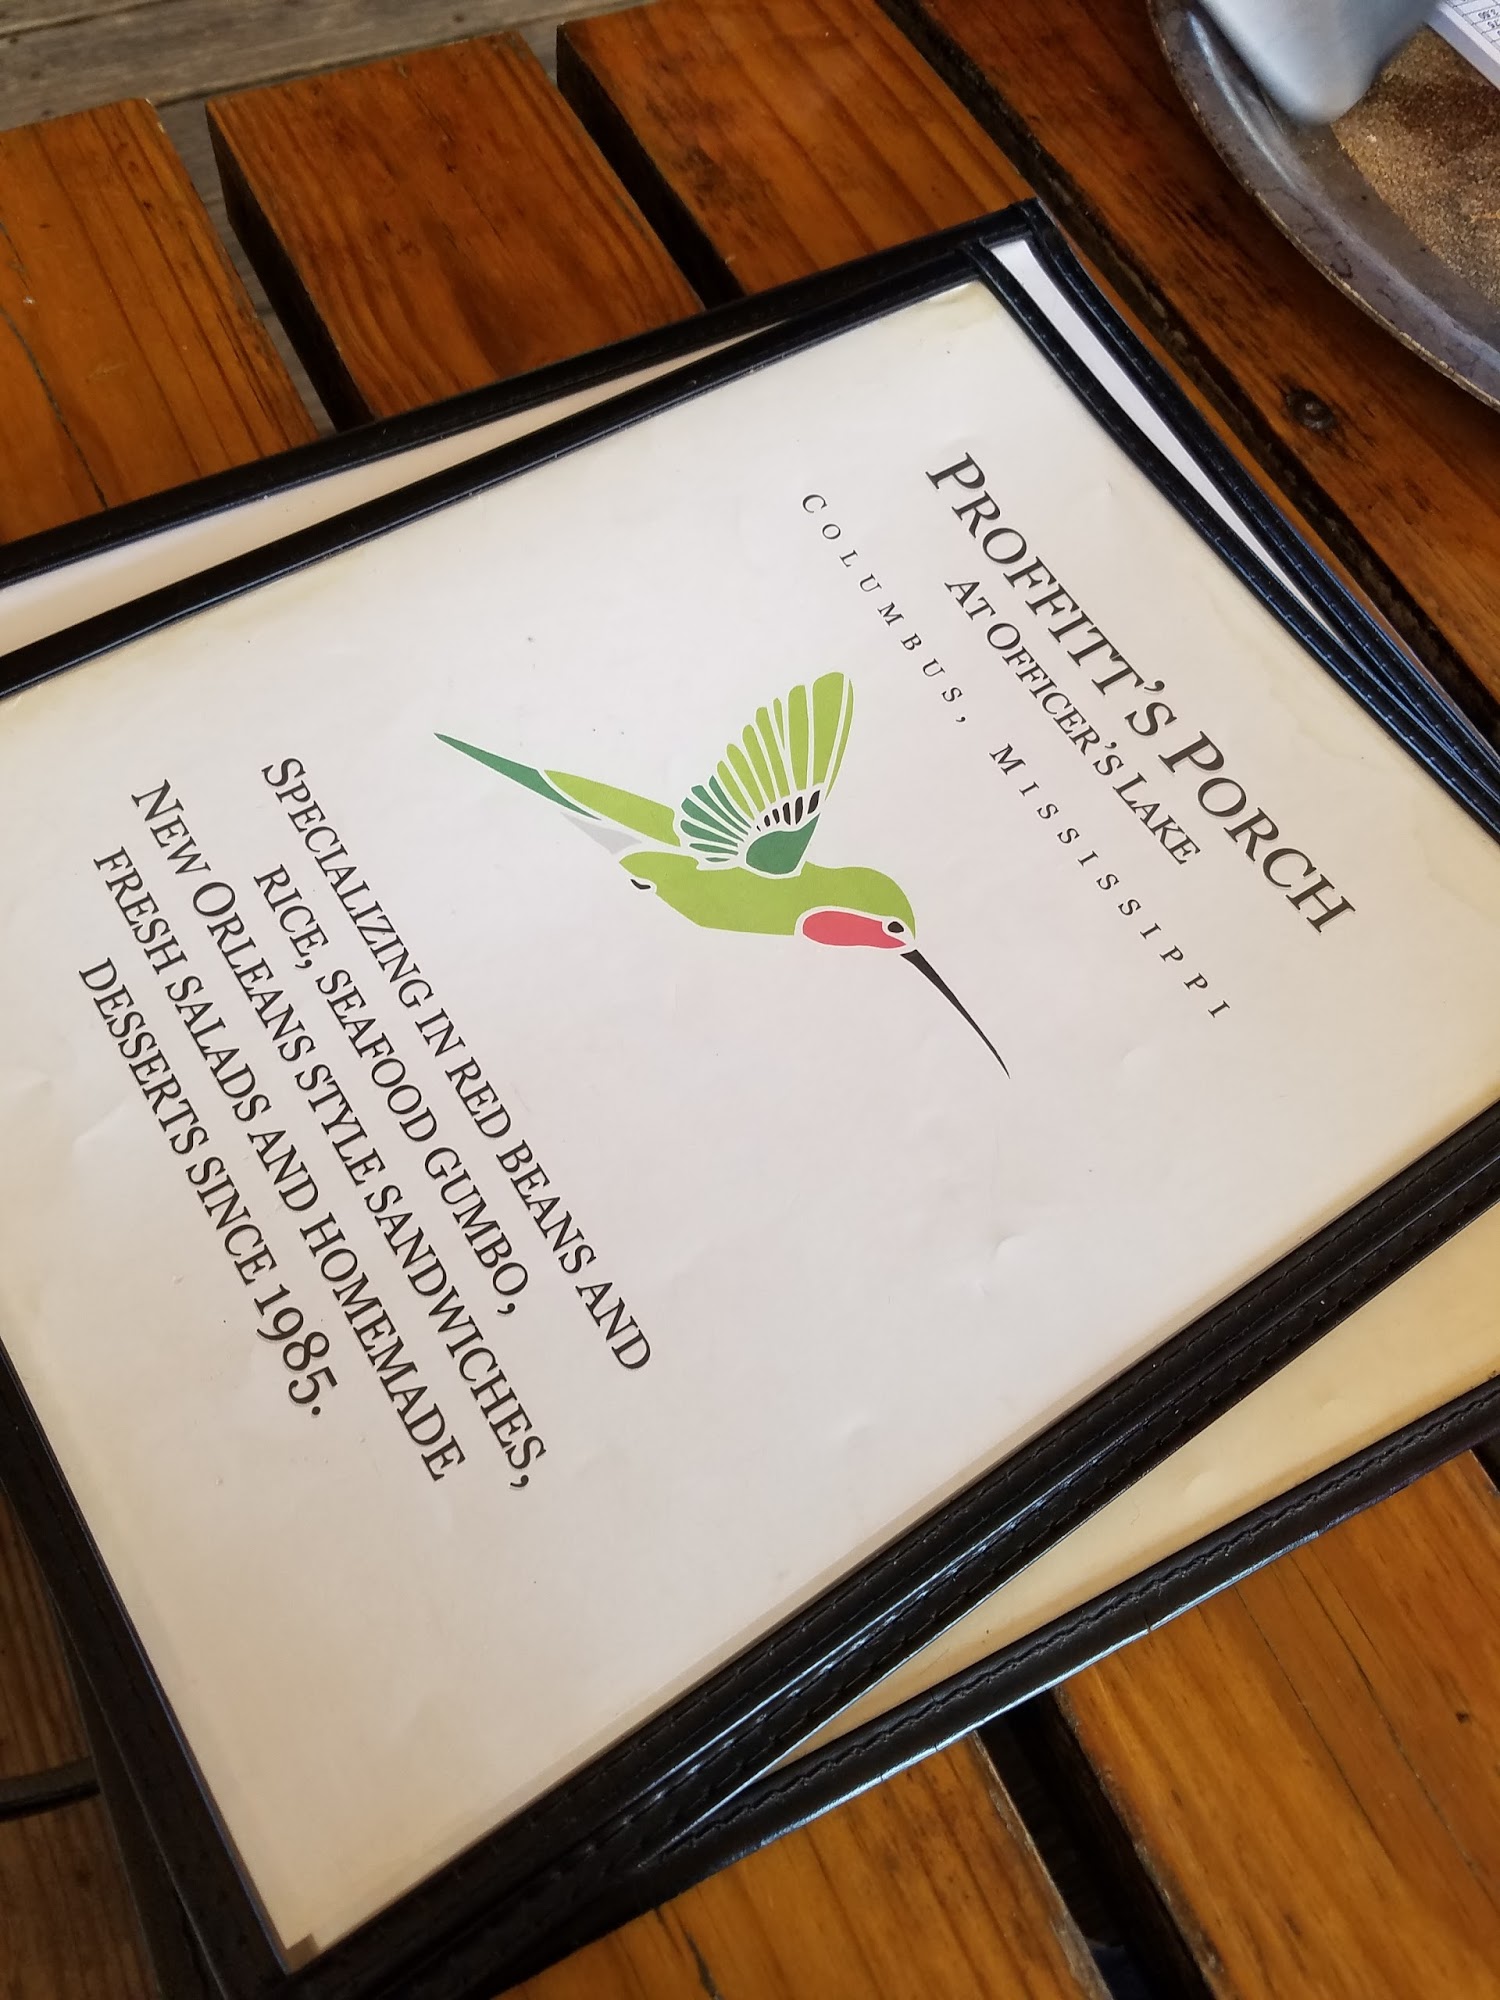 PROFFITT'S PORCH
AT OFFICER'S LAKE
COLUMBUS, MISSISSIPPI
SPECIALIZING IN RED BEANS AND
RICE, SEAFOOD GUMBO,
NEW ORLEANS STYLE SANDWICHES,
FRESH SALADS AND HOMEMADE
DESSERTS SINCE 1985.